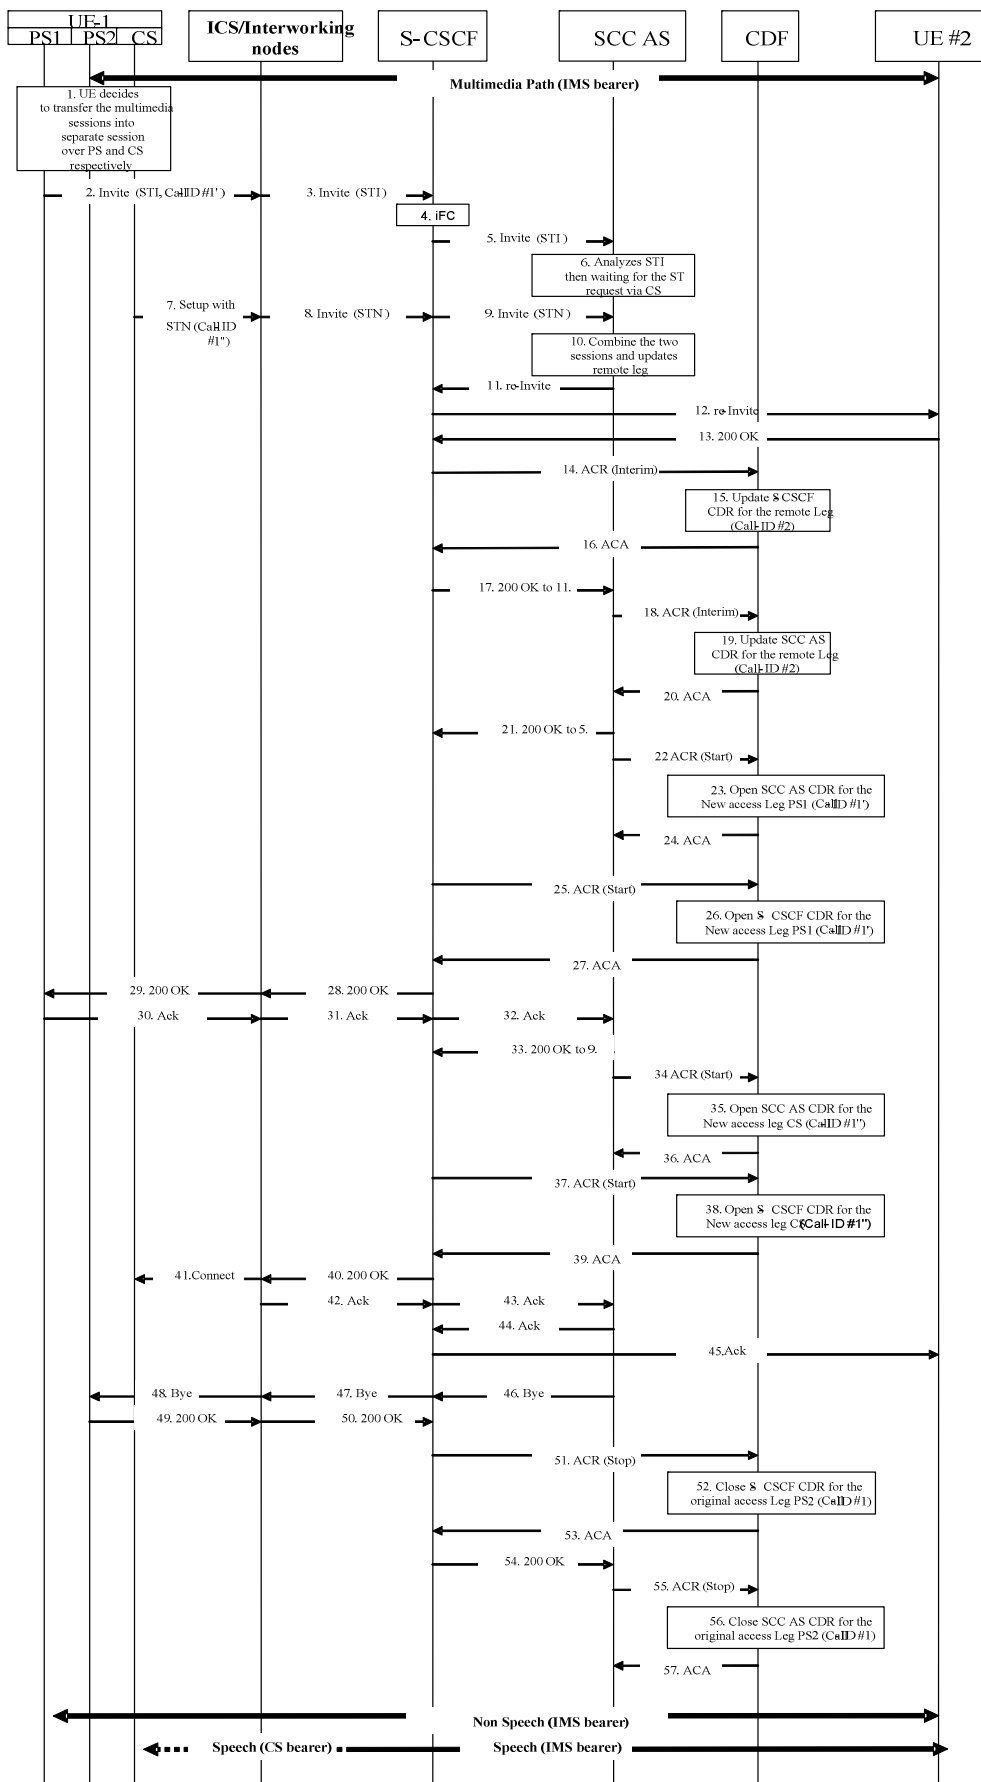 UE-1
PS1 PS2 CS
ICS/Interworking
nodes
S-CSCF
SCC AS
CDF
UE #2
Multimedia Path (IMS bearer)
1. UE decides
to transfer the multimedia
sessions into
separate session
over PS and CS
respectively
2. Invite (STI, Call-ID #1')
3. Invite (STI)
4. iFC
5. Invite (STI)
6. Analyzes STI
then waiting for the ST
request via CS
7. Setup with
STN (Call-ID
#1'')
8. Invite (STN)
9. Invite (STN)
10. Combine the two
sessions and updates
remote leg
11. re-Invite
12. re-Invite
13. 200 OK
14. ACR (Interim)
15. Update S-CSCF
CDR for the remote Leg
(Call-ID #2)
16. ACA
17. 200 OK to 11.
18. ACR (Interim)
19. Update SCC AS
CDR for the remote Leg
(Call-ID #2)
20. ACA
21. 200 OK to 5.
22 ACR (Start)
23. Open SCC AS CDR for the
New access Leg PS1 (Call-ID #1')
24. ACA
25. ACR (Start)
26. Open S-CSCF CDR for the
New access Leg PS1 (Call-ID #1')
27. ACA
28. 200 OK
29. 200 OK
30. Ack
31. Ack
32. Ack
33. 200 OK to 9.
34 ACR (Start)
35. Open SCC AS CDR for the
New access leg CS (Call-ID #1'')
36. ACA
37. ACR (Start)
38. Open S-CSCF CDR for the
New access leg CS (Call-ID #1'')
39. ACA
40. 200 OK
41.Connect
42. Ack
43. Ack
44. Ack
45.Ack
46. Bye
47. Bye
48. Bye
49. 200 OK
50. 200 OK
51. ACR (Stop)
52. Close S-CSCF CDR for the
original access Leg PS2 (Call-ID #1)
53. ACA
54. 200 OK
55. ACR (Stop)
56. Close SCC AS CDR for the
original access Leg PS2 (Call-ID #1)
57. ACA
Non Speech (IMS bearer)
Speech (CS bearer)
Speech (IMS bearer)